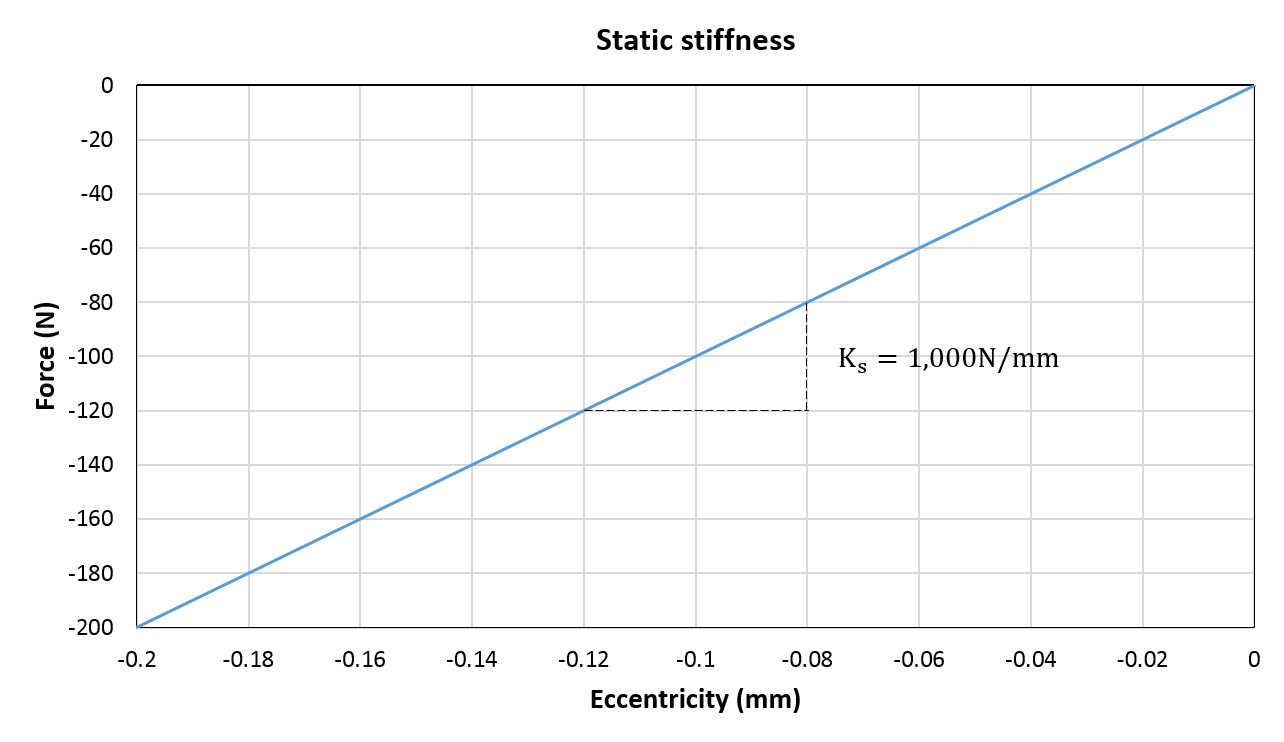 Static stiffness
0
-20
-40
-60
-80
-100
-120
-140
-160
-180
-200
Force (N)
Kₛ = 1,000N/mm
-0.2 -0.18 -0.16 -0.14 -0.12 -0.1 -0.08 -0.06 -0.04 -0.02 0
Eccentricity (mm)